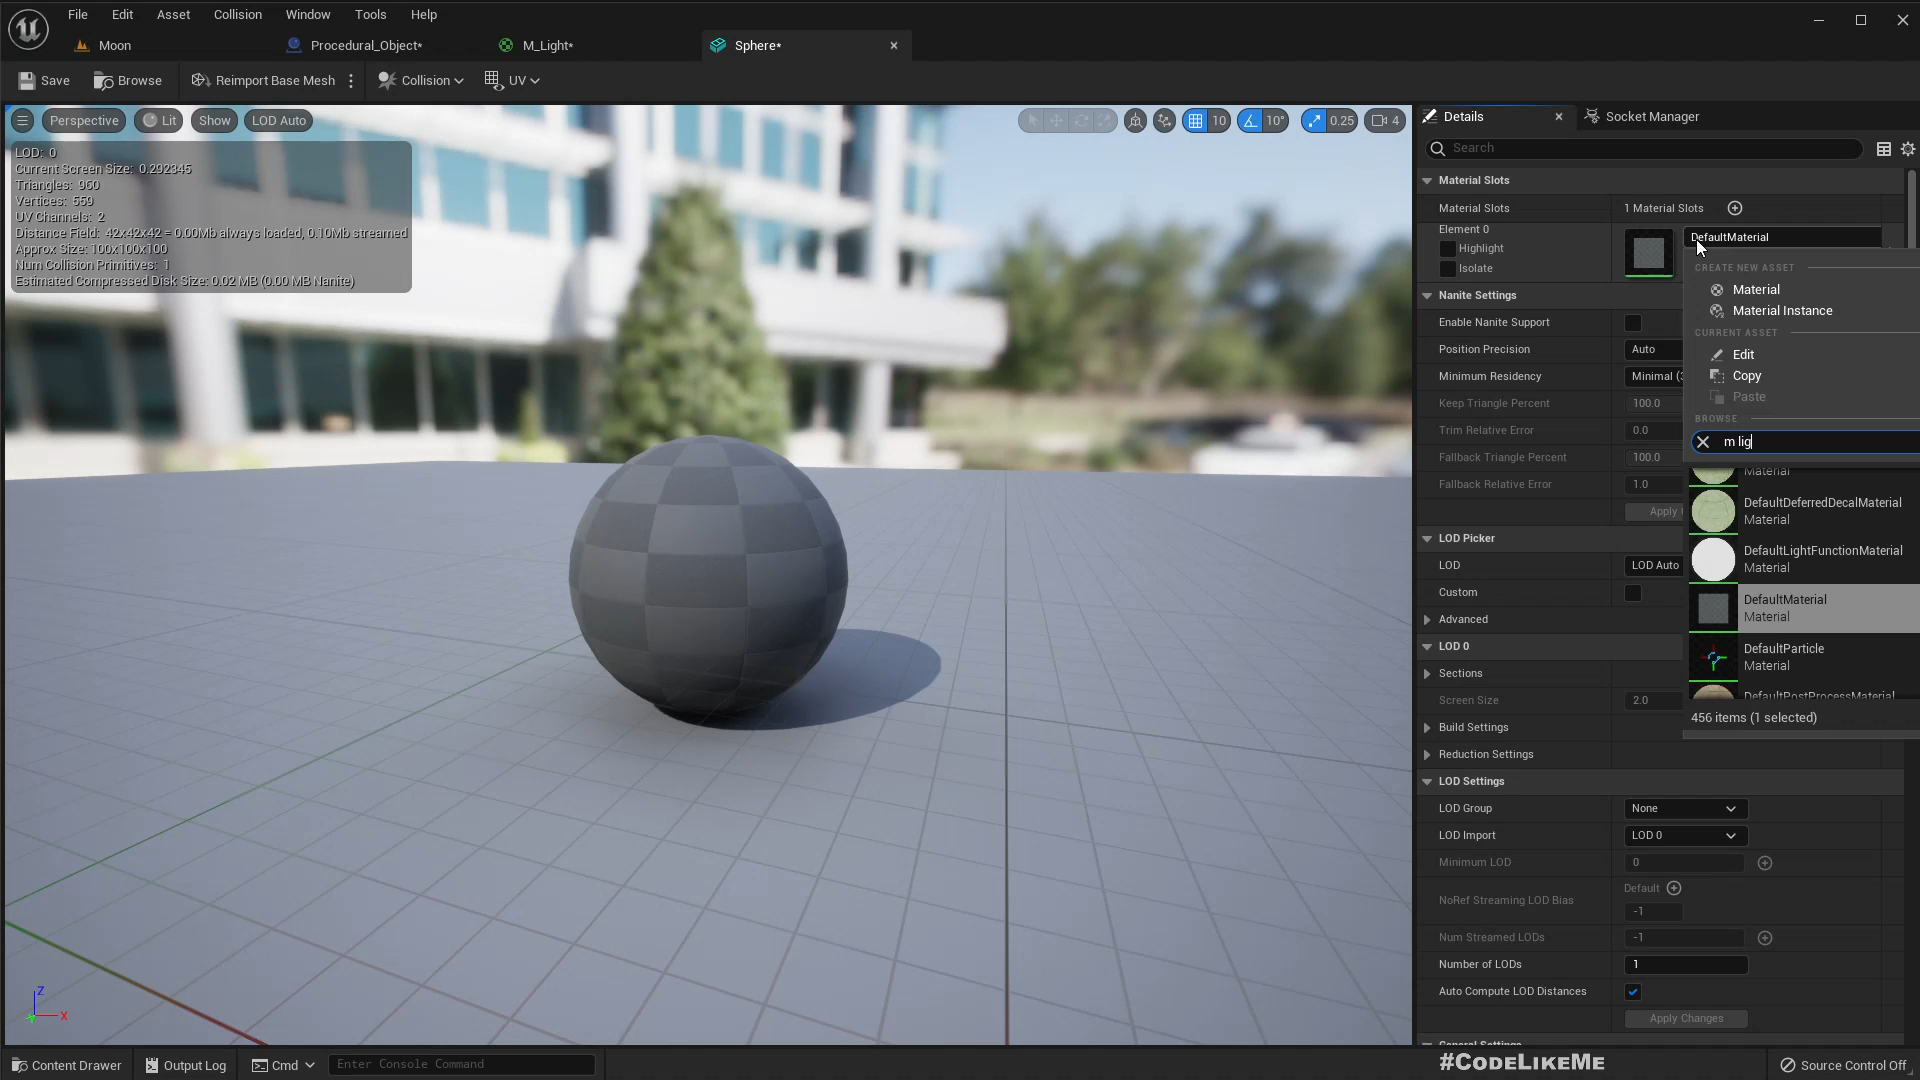 File Edit Asset Collision Window Tools Help
Moon Procedural_Object* M_Light* Sphere*
Save Browse Reimport Base Mesh Collision UV
Perspective Lit Show LOD Auto 10 10° 0.25 4
LOD: 0
Current Screen Size: 0.292345
Triangles: 960
Vertices: 559
UV Channels: 2
Distance Field: 42x42x42 = 0.00Mb always loaded, 0.10Mb streamed
Approx Size: 100x100x100
Num Collision Primitives: 1
Estimated Compressed Disk Size: 0.02 MB (0.00 MB Nanite)
Z
X
Details Socket Manager
Search
Material Slots
Material Slots 1 Material Slots
Element 0
Highlight
Isolate
DefaultMaterial
CREATE NEW ASSET
Material
Material Instance
CURRENT ASSET
Edit
Copy
Paste
BROWSE
m lig
Material
DefaultDeferredDecalMaterial
Material
DefaultLightFunctionMaterial
Material
DefaultMaterial
Material
DefaultParticle
Material
DefaultPostProcessMaterial
456 items (1 selected)
Nanite Settings
Enable Nanite Support
Position Precision Auto
Minimum Residency Minimal (3
Keep Triangle Percent 100.0
Trim Relative Error 0.0
Fallback Triangle Percent 100.0
Fallback Relative Error 1.0
Apply
LOD Picker
LOD LOD Auto
Custom
Advanced
LOD 0
Sections
Screen Size 2.0
Build Settings
Reduction Settings
LOD Settings
LOD Group None
LOD Import LOD 0
Minimum LOD 0
NoRef Streaming LOD Bias Default
-1
Num Streamed LODs -1
Number of LODs 1
Auto Compute LOD Distances
Apply Changes
General Settings
Content Drawer Output Log Cmd Enter Console Command
#CODELIKEME
Source Control Off